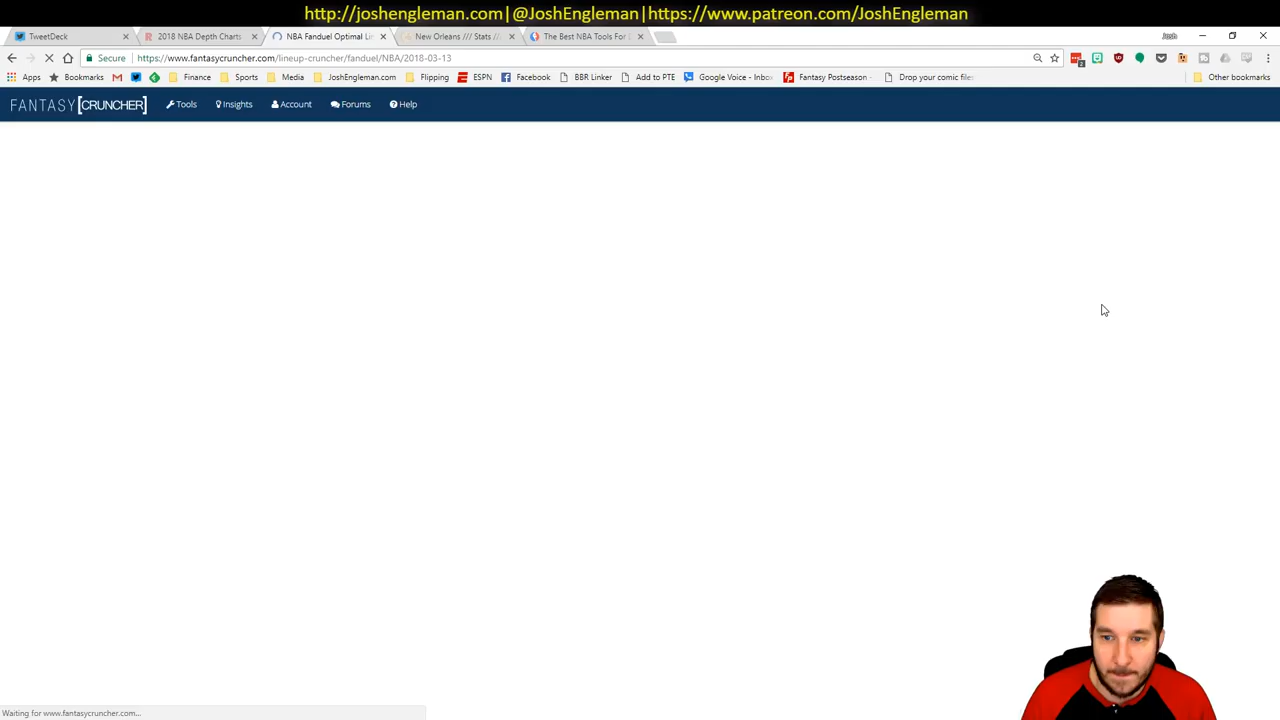 http://joshengleman.com|@JoshEngleman|https://www.patreon.com/JoshEngleman
TweetDeck
2018 NBA Depth Charts
NBA Fanduel Optimal Lin
New Orleans /// Stats //
The Best NBA Tools For D
Josh
Secure
https://www.fantasycruncher.com/lineup-cruncher/fanduel/NBA/2018-03-13
Apps
Bookmarks
Finance
Sports
Media
JoshEngleman.com
Flipping
ESPN
Facebook
BBR Linker
Add to PTE
Google Voice - Inbox
Fantasy Postseason
Drop your comic files
Other bookmarks
FANTASY[CRUNCHER]
Tools
Insights
Account
Forums
Help
Waiting for www.fantasycruncher.com...